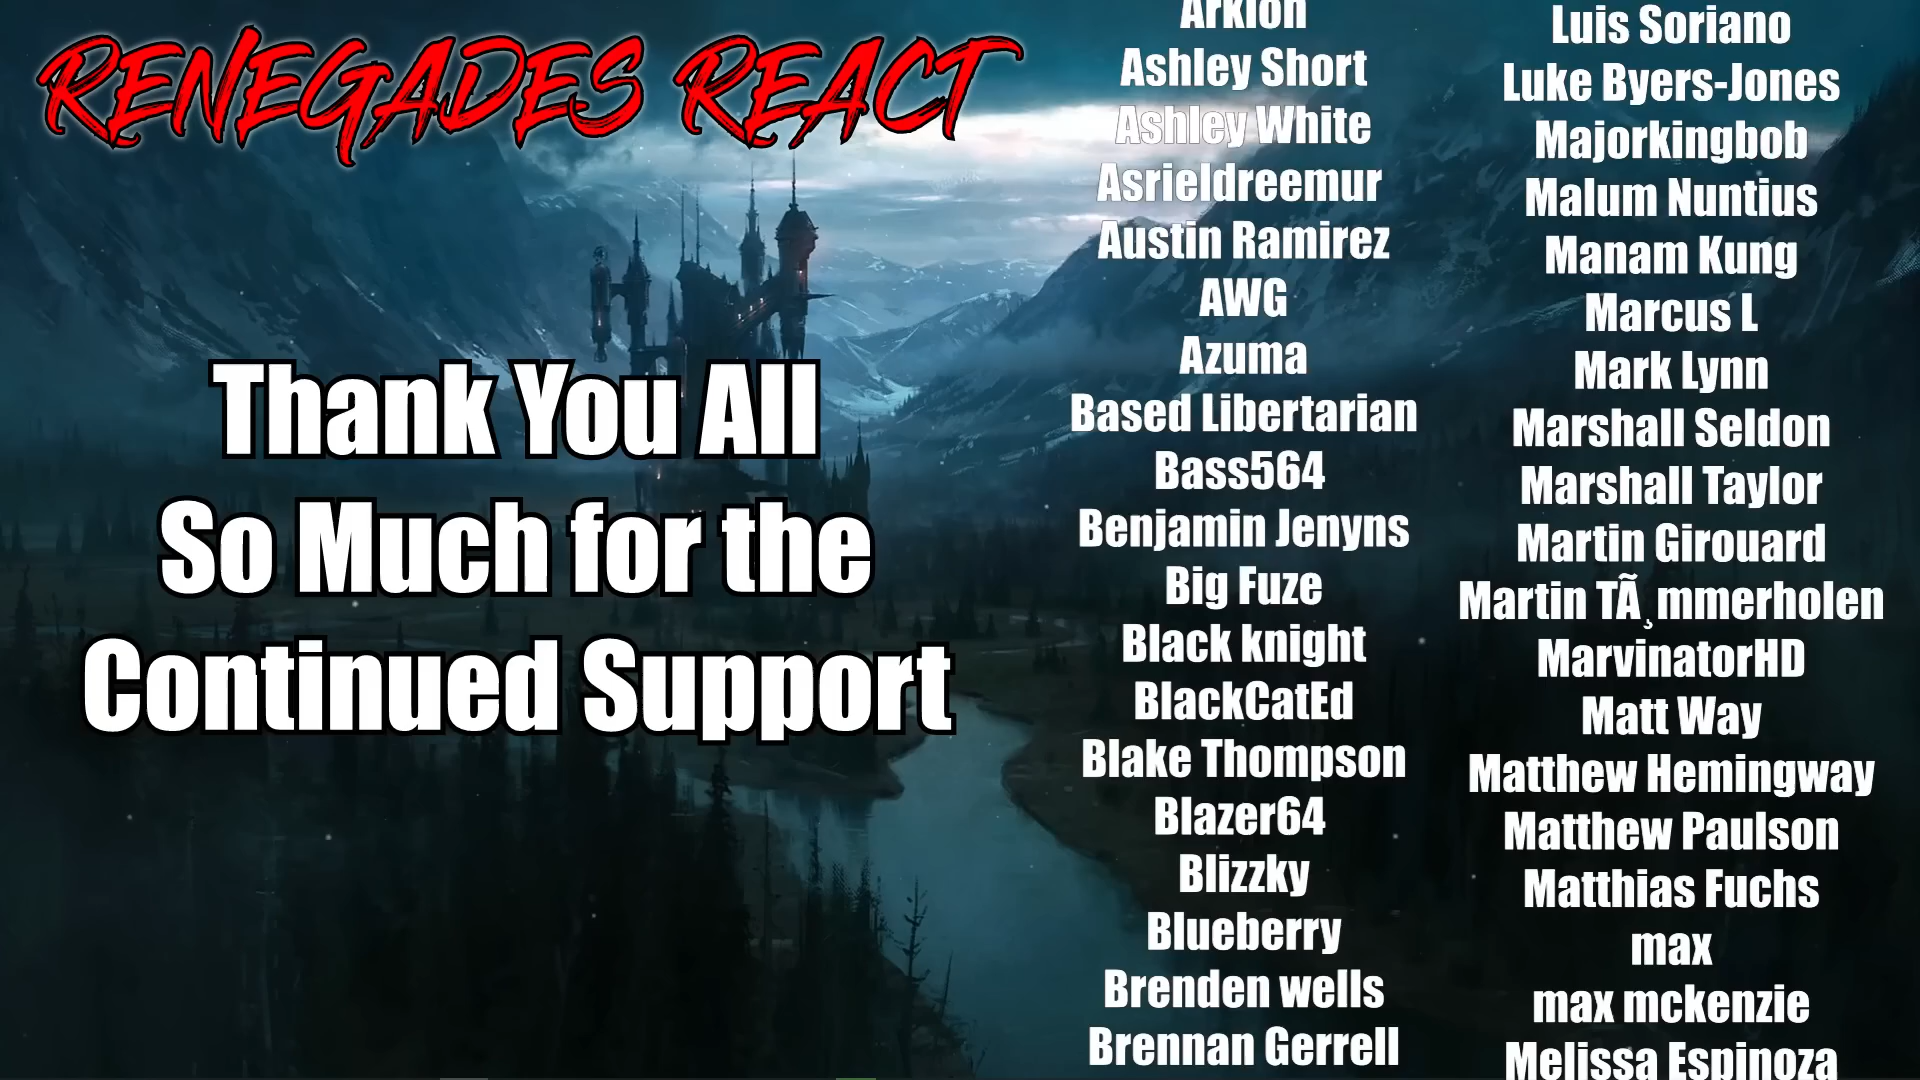 RENEGADES REACT
Thank You All
So Much for the
Continued Support
Arkion
Ashley Short
Ashley White
Asrieldreemur
Austin Ramirez
AWG
Azuma
Based Libertarian
Bass564
Benjamin Jenyns
Big Fuze
Black knight
BlackCatEd
Blake Thompson
Blazer64
Blizzky
Blueberry
Brenden wells
Brennan Gerrell
Luis Soriano
Luke Byers-Jones
Majorkingbob
Malum Nuntius
Manam Kung
Marcus L
Mark Lynn
Marshall Seldon
Marshall Taylor
Martin Girouard
Martin TÃ¸mmerholen
MarvinatorHD
Matt Way
Matthew Hemingway
Matthew Paulson
Matthias Fuchs
max
max mckenzie
Melissa Espinoza